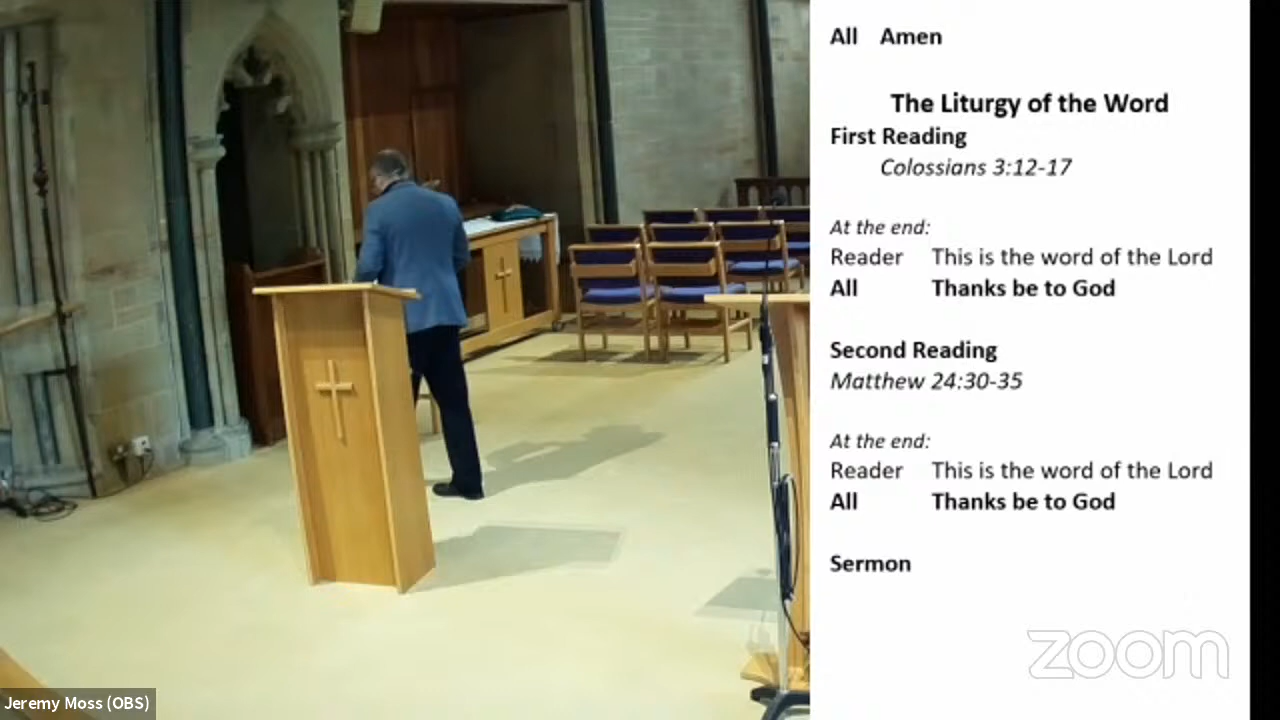 All Amen
The Liturgy of the Word
First Reading
Colossians 3:12-17
At the end:
Reader This is the word of the Lord
All Thanks be to God
Second Reading
Matthew 24:30-35
At the end:
Reader This is the word of the Lord
All Thanks be to God
Sermon
zoom
Jeremy Moss (OBS)